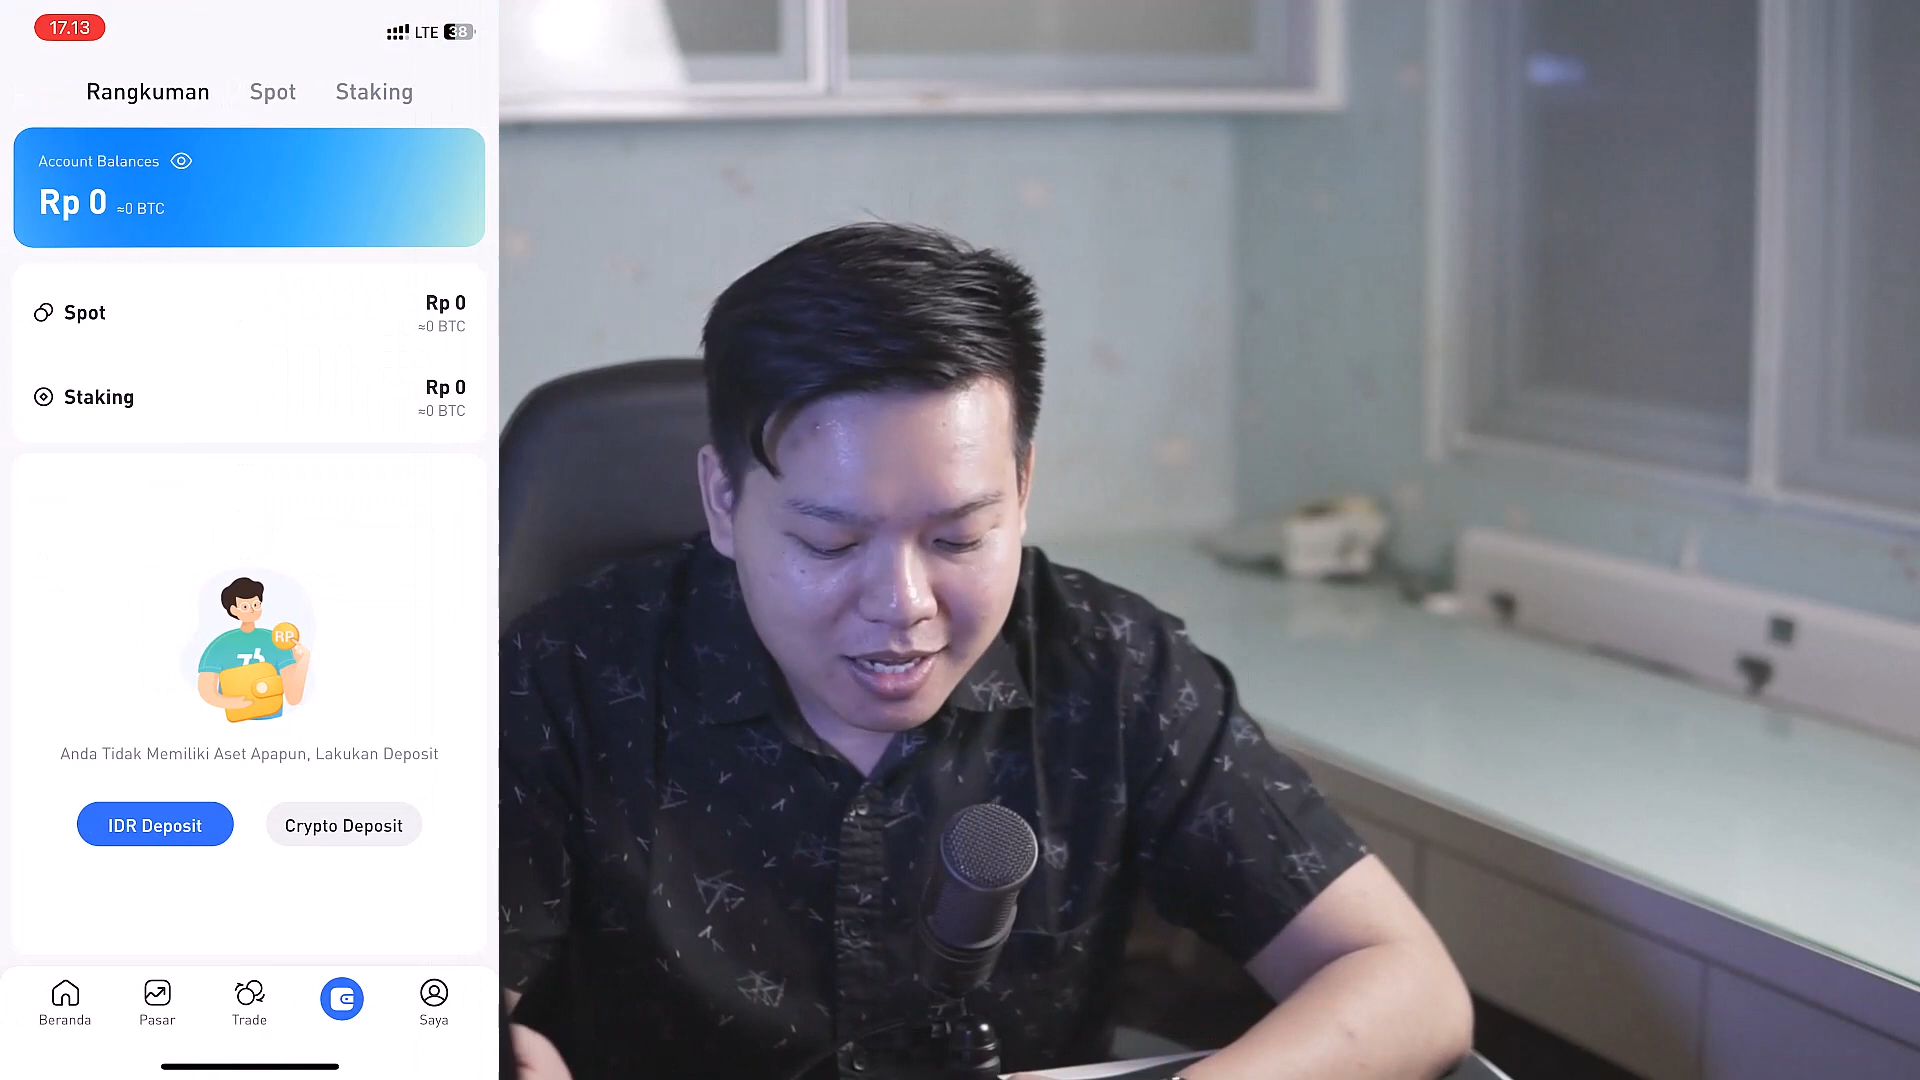 17.13
LTE 38
Rangkuman Spot Staking
Account Balances
Rp 0 ≈0 BTC
Spot Rp 0
≈0 BTC
Staking Rp 0
≈0 BTC
RP
Anda Tidak Memiliki Aset Apapun, Lakukan Deposit
IDR Deposit Crypto Deposit
Beranda Pasar Trade Saya